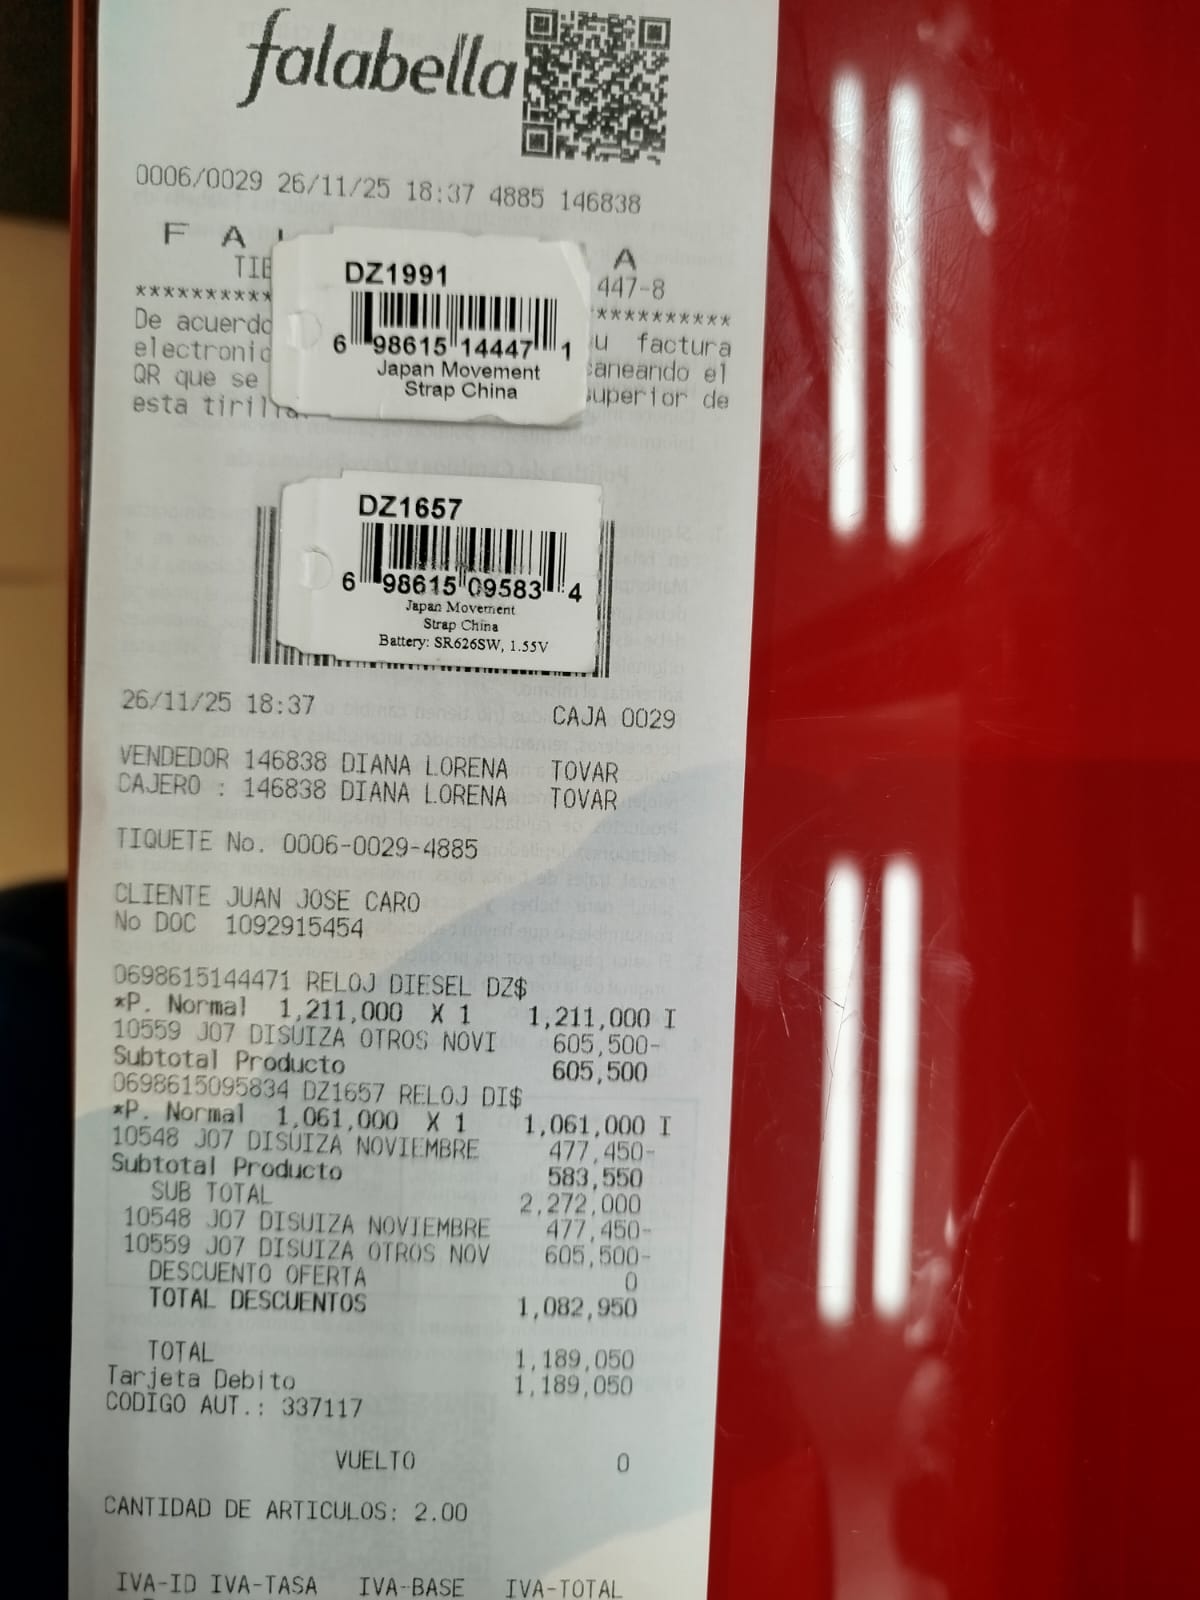 falabella
0006/0029 26/11/25 18:37 4885 146838
F A A
447-8
DZ1991
6 98615 14447 1
Japan Movement
Strap China
De acuerdo factura
el
QR que se de
esta
DZ1657
6 98615 09583 4
Japan Movement
Strap China
Battery: SR626SW, 1.55V
26/11/25 18:37 CAJA 0029
VENDEDOR 146838 DIANA LORENA TOVAR
CAJERO : 146838 DIANA LORENA TOVAR
TIQUETE No. 0006-0029-4885
CLIENTE JUAN JOSE CARO
No DOC 1092915454
0698615144471 RELOJ DIESEL DZ$
*P. Normal 1,211,000 X 1 1,211,000 I
10559 J07 DISUIZA OTROS NOVI 605,500-
Subtotal Producto 605,500
0698615095834 DZ1657 RELOJ DI$
*P. Normal 1,061,000 X 1 1,061,000 I
10548 J07 DISUIZA NOVIEMBRE 477,450-
Subtotal Producto 583,550
SUB TOTAL 2,272,000
10548 J07 DISUIZA NOVIEMBRE 477,450-
10559 J07 DISUIZA OTROS NOV 605,500-
DESCUENTO OFERTA 0
TOTAL DESCUENTOS 1,082,950
TOTAL 1,189,050
Tarjeta Debito 1,189,050
CODIGO AUT.: 337117
VUELTO 0
CANTIDAD DE ARTICULOS: 2.00
IVA-ID IVA-TASA IVA-BASE IVA-TOTAL